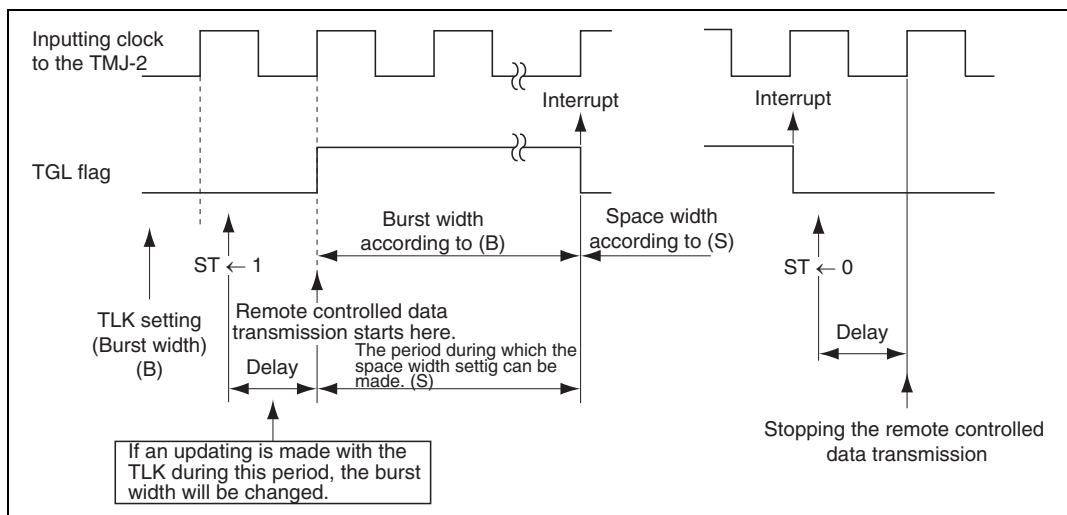 Inputting clock
to the TMJ-2
Interrupt
Interrupt
TGL flag
Burst width
according to (B)
Space width
according to (S)
ST ← 1
ST ← 0
TLK setting
(Burst width)
(B)
Remote controlled data
transmission starts here.
Delay
The period during which the
space width settig can be
made. (S)
Delay
If an updating is made with the
TLK during this period, the burst
width will be changed.
Stopping the remote controlled
data transmission